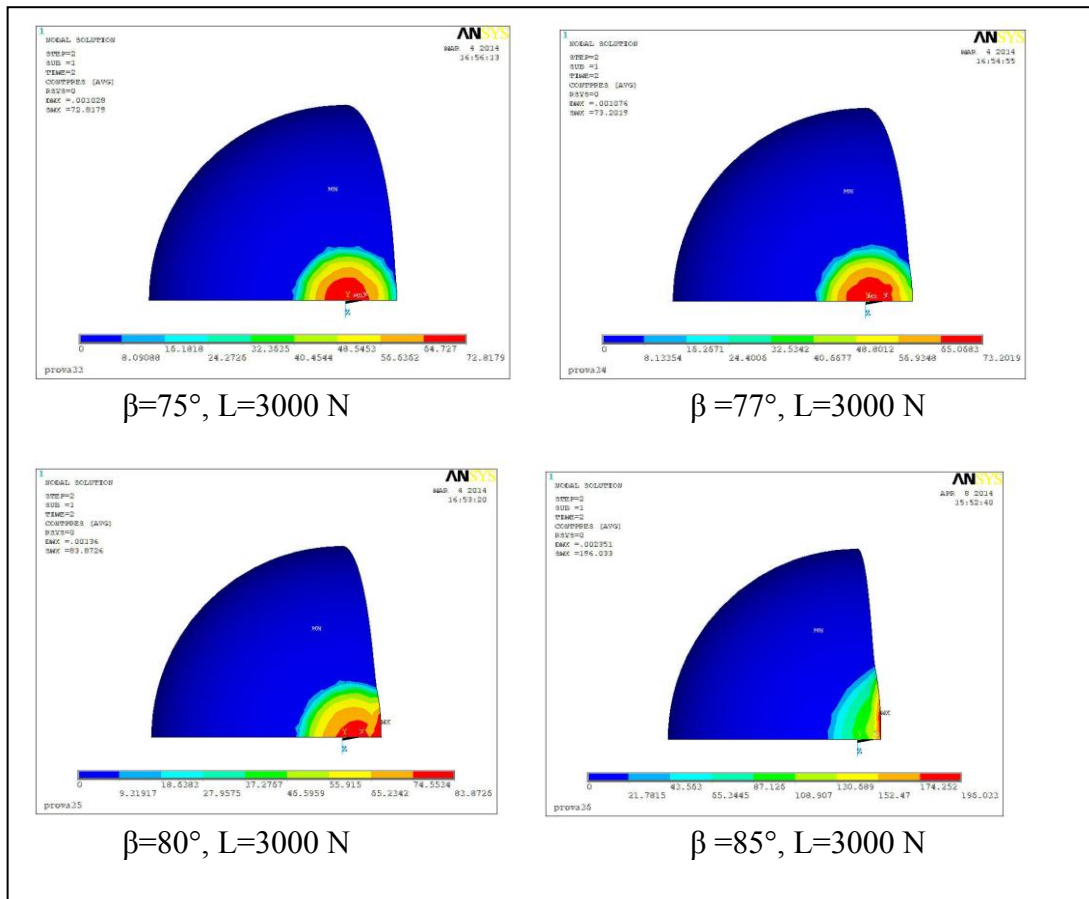 1
NODAL SOLUTION
STEP=2
SUB =1
TIME=2
CONTPRES (AVG)
RSYS=0
DMX =.001028
SMX =72.8179
ANSYS
MAR 4 2014
16:56:13
MN
Y MX X
Z
0 16.1818 32.3635 48.5453 64.727
8.09088 24.2726 40.4544 56.6362 72.8179
prova33
β=75°, L=3000 N
1
NODAL SOLUTION
STEP=2
SUB =1
TIME=2
CONTPRES (AVG)
RSYS=0
DMX =.001076
SMX =73.2019
ANSYS
MAR 4 2014
16:54:55
MN
Z
0 16.2671 32.5342 48.8012 65.0683
8.13354 24.4006 40.6677 56.9348 73.2019
prova34
β =77°, L=3000 N
1
NODAL SOLUTION
STEP=2
SUB =1
TIME=2
CONTPRES (AVG)
RSYS=0
DMX =.00136
SMX =83.8726
ANSYS
MAR 4 2014
16:53:20
MN
MX
Y X
Z
0 18.6383 37.2767 55.915 74.5534
9.31917 27.9575 46.5959 65.2342 83.8726
prova35
β=80°, L=3000 N
1
NODAL SOLUTION
STEP=2
SUB =1
TIME=2
CONTPRES (AVG)
RSYS=0
DMX =.002351
SMX =196.033
ANSYS
APR 8 2014
15:52:40
MN
MX
Z
0 43.563 87.126 130.689 174.252
21.7815 65.3445 108.907 152.47 196.033
prova36
β =85°, L=3000 N